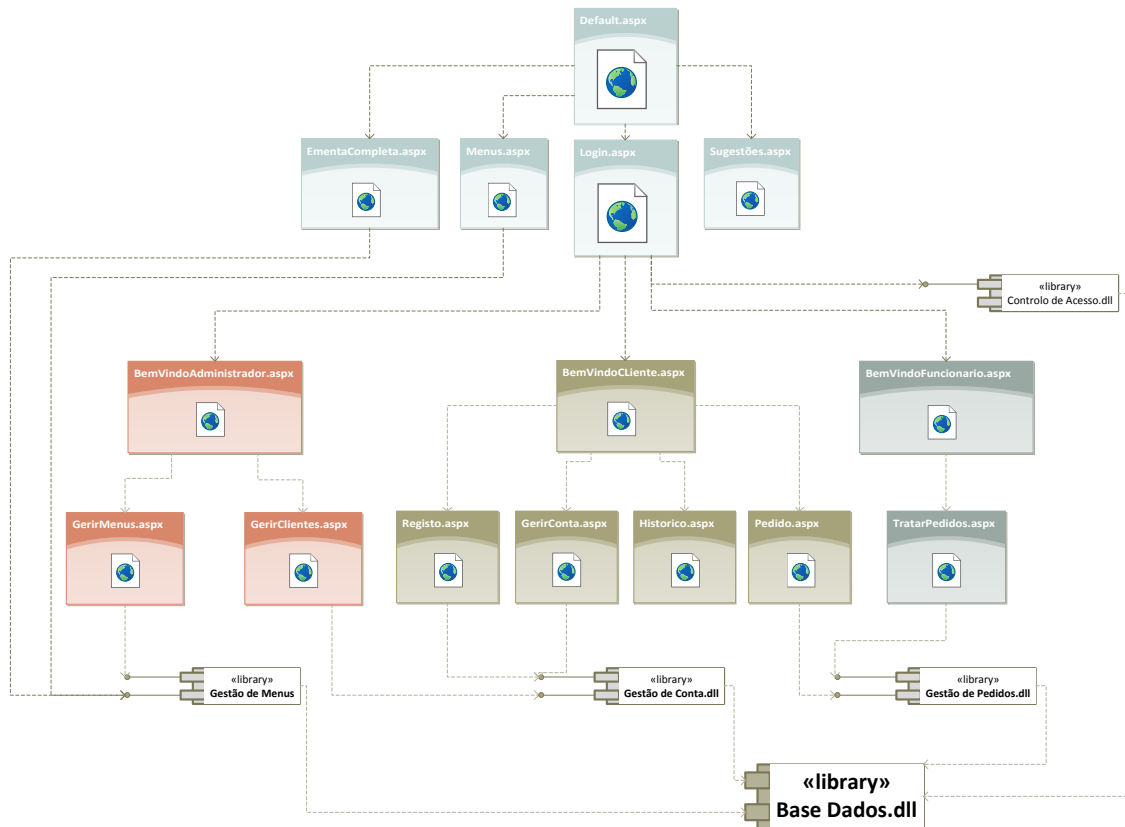 Default.aspx
EmentaCompleta.aspx
Menus.aspx
Login.aspx
Sugestões.aspx
«library»
Controlo de Acesso.dll
BemVindoAdministrador.aspx
BemVindoCLiente.aspx
BemVindoFuncionario.aspx
GerirMenus.aspx
GerirClientes.aspx
Registo.aspx
GerirConta.aspx
Historico.aspx
Pedido.aspx
TratarPedidos.aspx
«library»
Gestão de Menus
«library»
Gestão de Conta.dll
«library»
Gestão de Pedidos.dll
«library»
Base Dados.dll